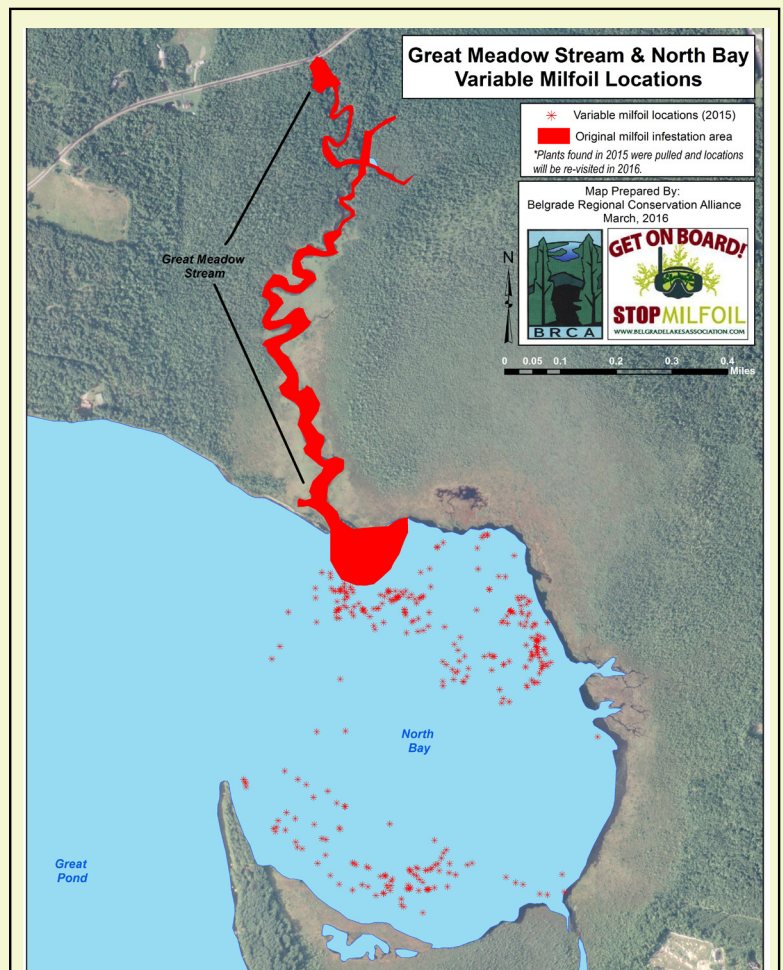 Great Meadow Stream & North Bay
Variable Milfoil Locations
Variable milfoil locations (2015)
Original milfoil infestation area
*Plants found in 2015 were pulled and locations
will be re-visited in 2016.
Map Prepared By:
Belgrade Regional Conservation Alliance
March, 2016
BRCA
GET ON BOARD!
STOP MILFOIL
WWW.BELGRADELAKESASSOCIATION.COM
Great Meadow
Stream
N
0 0.05 0.1 0.2 0.3 0.4
Miles
North
Bay
Great
Pond